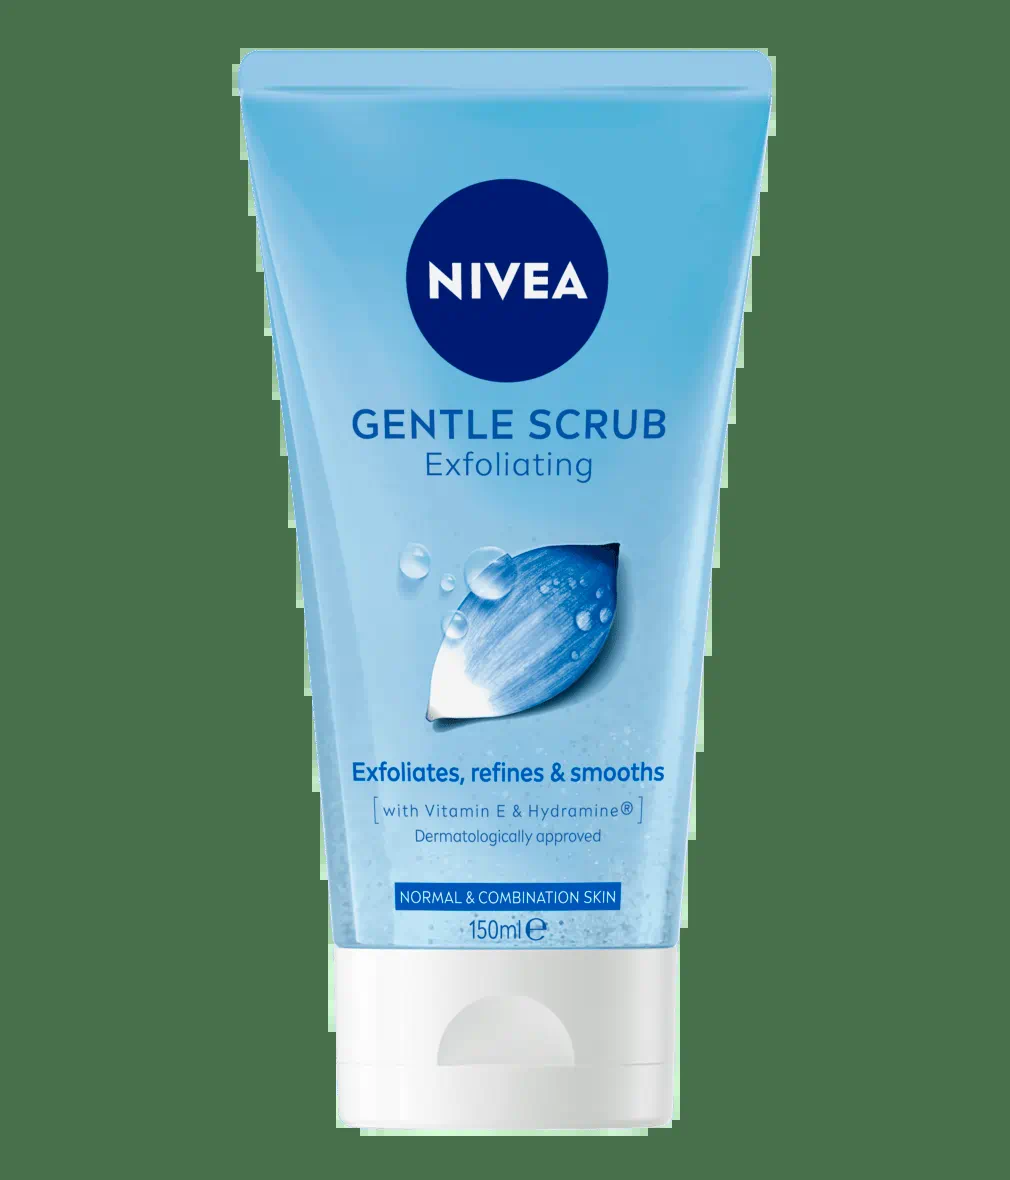 NIVEA
GENTLE SCRUB
Exfoliating
Exfoliates, refines & smooths
[with Vitamin E & Hydramine®]
Dermatologically approved
NORMAL & COMBINATION SKIN
150ml ℮